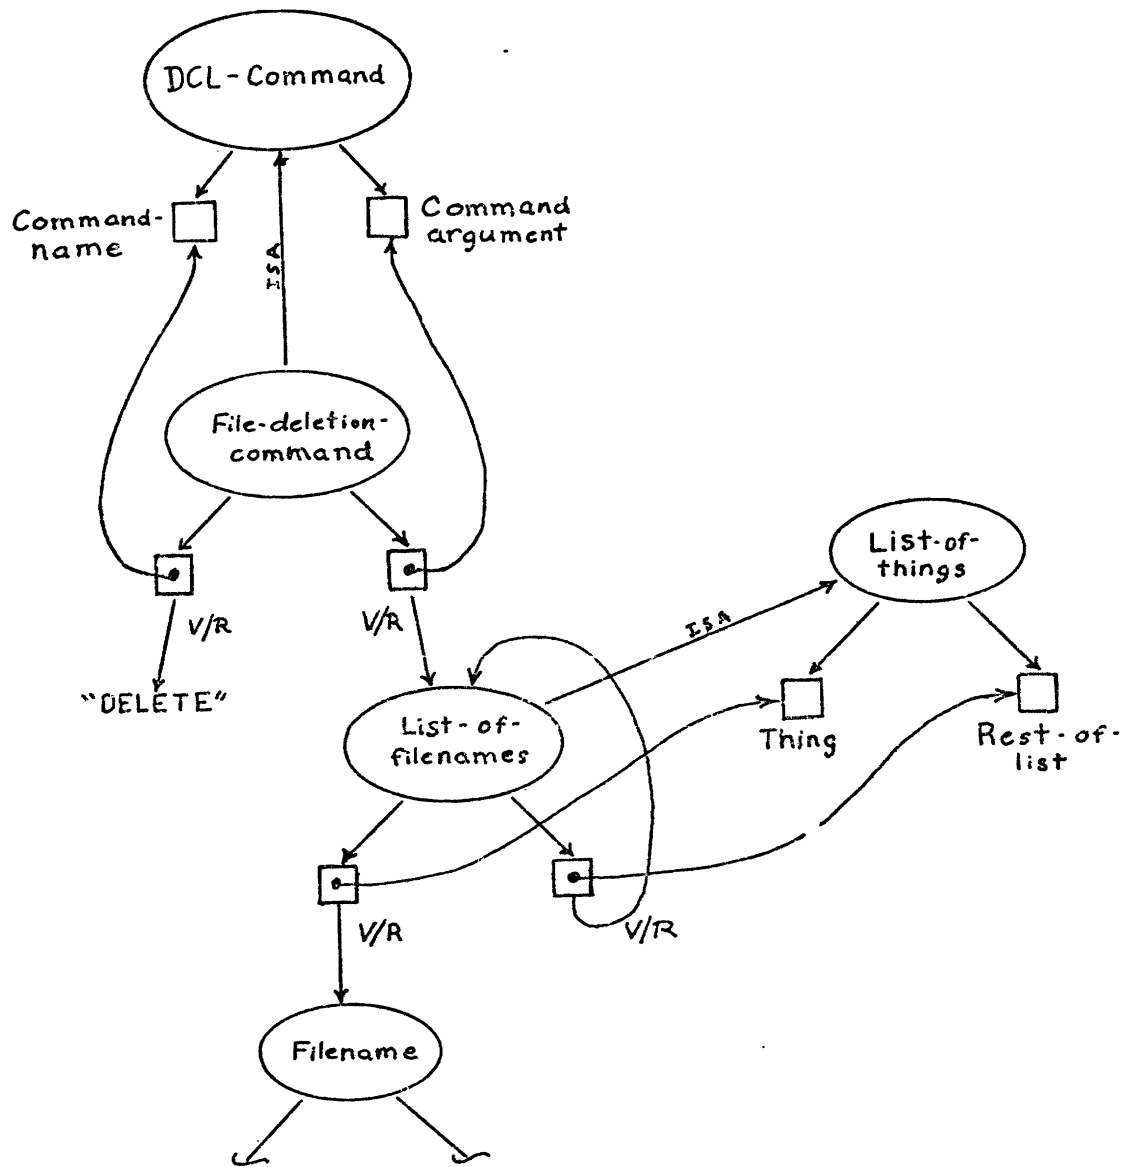 DCL-Command
Command-
name
Command
argument
ISA
File-deletion-
command
V/R
"DELETE"
V/R
List-of-
things
ISA
List-of-
filenames
Thing
Rest-of-
list
V/R
V/R
Filename